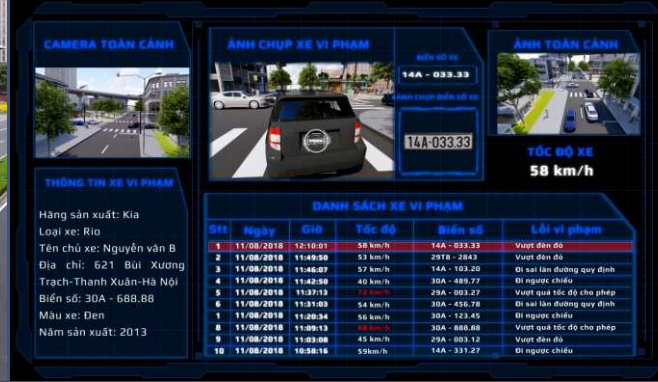 CAMERA TOÀN CẢNH
THÔNG TIN XE VI PHẠM
Hãng sản xuất: Kia
Loại xe: Rio
Tên chủ xe: Nguyễn văn B
Địa chỉ: 621 Bùi Xương
Trạch-Thanh Xuân-Hà Nội
Biển số: 30A - 688.88
Màu xe: Đen
Năm sản xuất: 2013
ẢNH CHỤP XE VI PHẠM
BIỂN SỐ XE
14A - 033.33
ẢNH CHỤP BIỂN SỐ XE
14A-033.33
ẢNH TOÀN CẢNH
TỐC ĐỘ XE
58 km/h
DANH SÁCH XE VI PHẠM
Stt Ngày Giờ Tốc độ Biển số Lỗi vi phạm
1 11/08/2018 12:10:01 58 km/h 14A - 033.33 Vượt đèn đỏ
2 11/08/2018 11:49:50 53 km/h 29T8 - 2843 Vượt đèn đỏ
3 11/08/2018 11:46:07 57 km/h 14A - 103.20 Đi sai làn đường quy định
4 11/08/2018 11:42:50 40 km/h 30A - 489.77 Đi ngược chiều
5 11/08/2018 11:37:13 72 km/h 29A - 003.27 Vượt quá tốc độ cho phép
6 11/08/2018 11:31:03 54 km/h 30A - 456.78 Đi sai làn đường quy định
1 11/08/2018 11:20:34 56 km/h 30A - 123.45 Đi ngược chiều
8 11/08/2018 11:09:13 68 km/h 30A - 888.88 Vượt quá tốc độ cho phép
9 11/08/2018 11:03:08 45 km/h 29A - 003.12 Vượt đèn đỏ
10 11/08/2018 10:58:16 59km/h 14A - 331.27 Đi ngược chiều